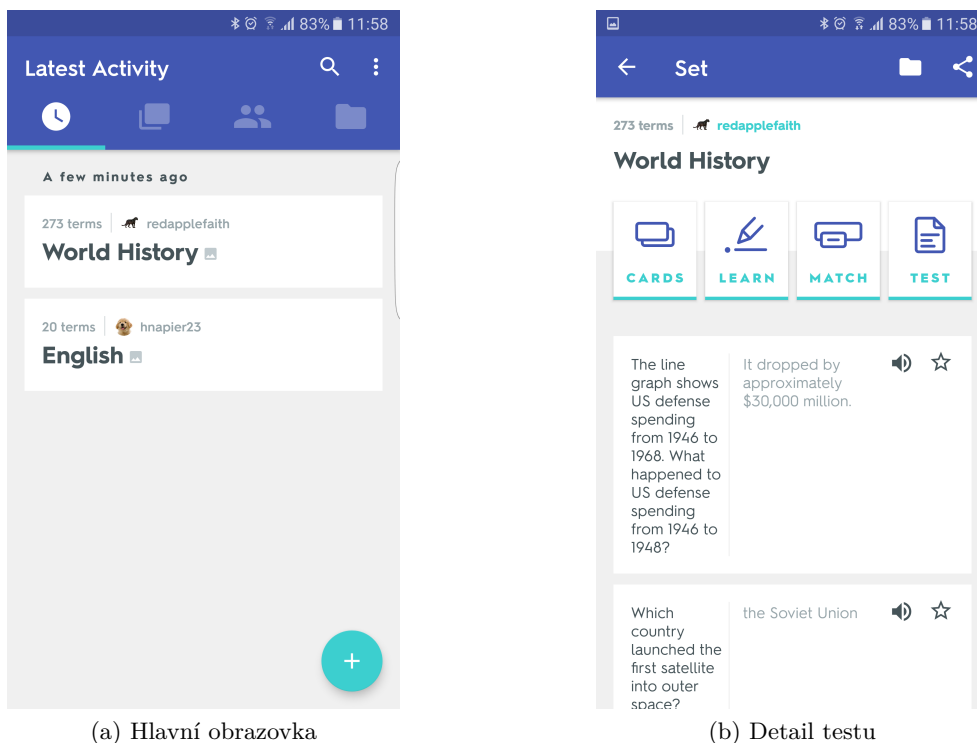 83% 11:58
Latest Activity
A few minutes ago
273 terms redapplefaith
World History
20 terms hnapier23
English
(a) Hlavní obrazovka
83% 11:58
Set
273 terms redapplefaith
World History
CARDS LEARN MATCH TEST
The line
graph shows
US defense
spending
from 1946 to
1968. What
happened to
US defense
spending
from 1946 to
1948?
It dropped by
approximately
$30,000 million.
Which
country
launched the
first satellite
into outer
space?
the Soviet Union
(b) Detail testu